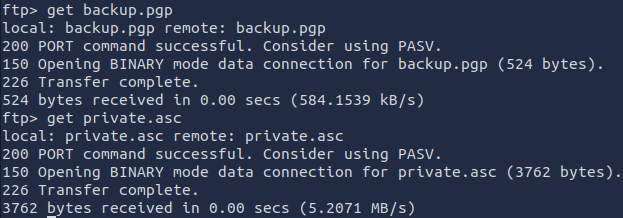 ftp> get backup.pgp
local: backup.pgp remote: backup.pgp
200 PORT command successful. Consider using PASV.
150 Opening BINARY mode data connection for backup.pgp (524 bytes).
226 Transfer complete.
524 bytes received in 0.00 secs (584.1539 kB/s)
ftp> get private.asc
local: private.asc remote: private.asc
200 PORT command successful. Consider using PASV.
150 Opening BINARY mode data connection for private.asc (3762 bytes).
226 Transfer complete.
3762 bytes received in 0.00 secs (5.2071 MB/s)